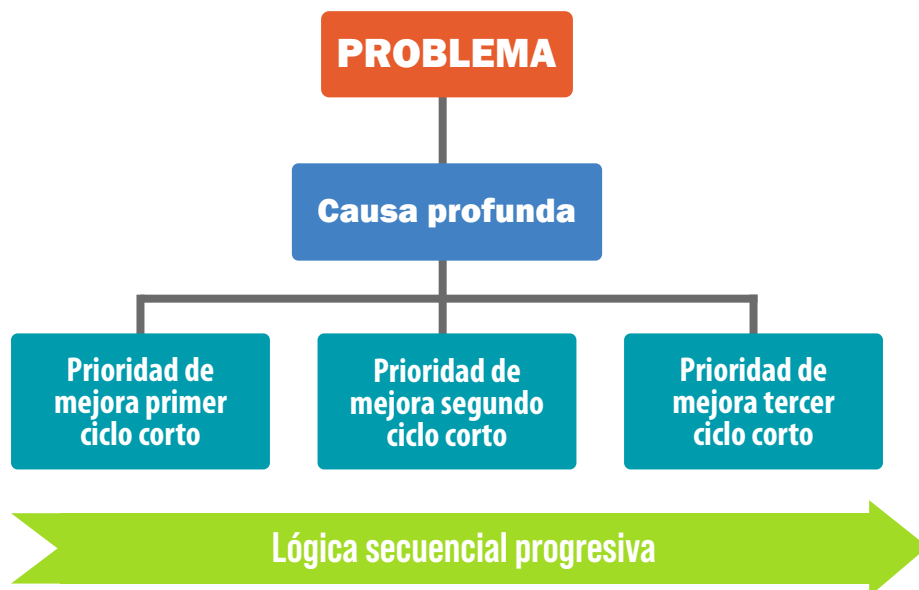 PROBLEMA
Causa profunda
Prioridad de
mejora primer
ciclo corto
Prioridad de
mejora segundo
ciclo corto
Prioridad de
mejora tercer
ciclo corto
Lógica secuencial progresiva